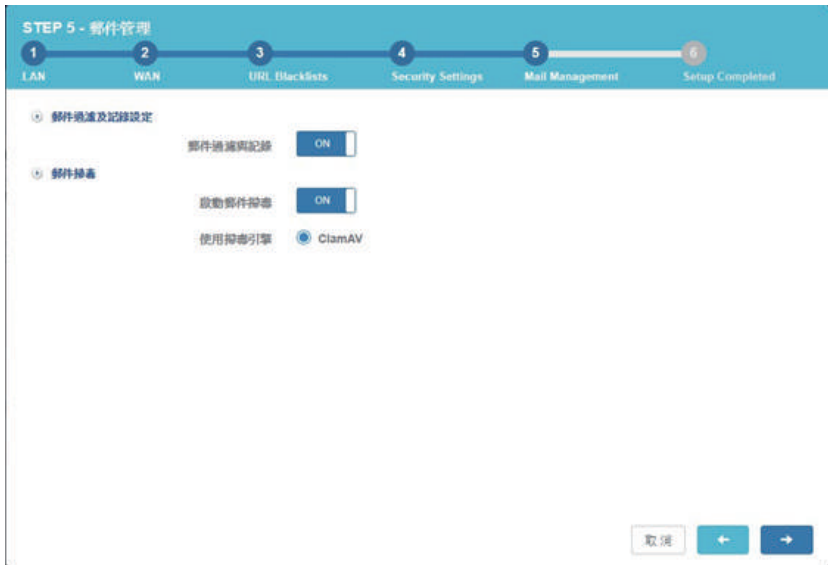 STEP 5 - 郵件管理
1 2 3 4 5 6
LAN WAN URL Blacklists Security Settings Mail Management Setup Completed
郵件過濾及記錄設定
郵件過濾與記錄 ON
郵件掃毒
啟動郵件掃毒 ON
使用掃毒引擎 ClamAV
取消